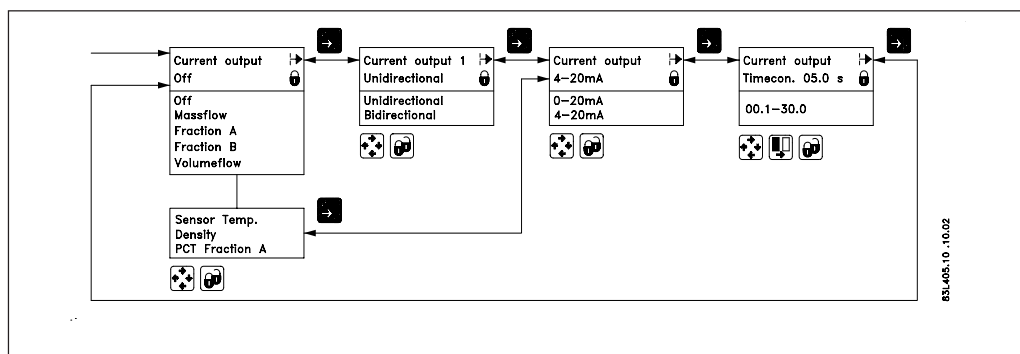 Current output
Off
Off
Massflow
Fraction A
Fraction B
Volumeflow
Sensor Temp.
Density
PCT Fraction A
Current output 1
Unidirectional
Unidirectional
Bidirectional
Current output
4-20mA
0-20mA
4-20mA
Current output
Timecon. 05.0 s
00.1-30.0
83L405.10 .10.02